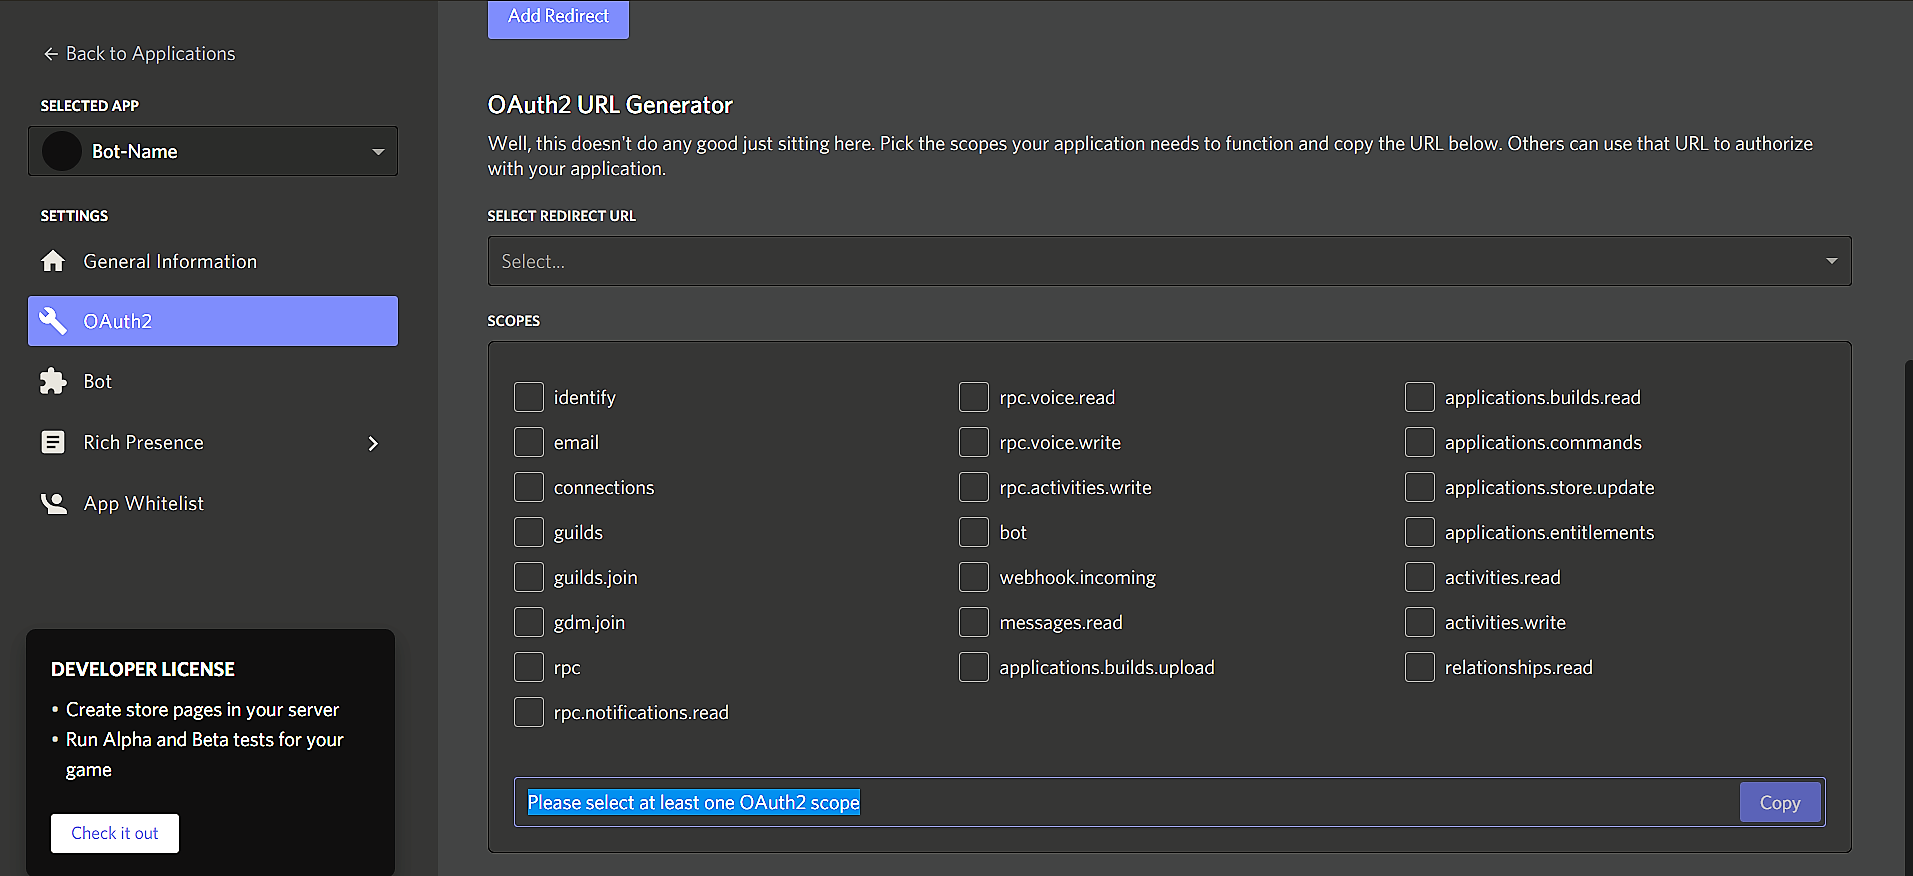 Add Redirect
← Back to Applications
SELECTED APP
Bot-Name
SETTINGS
General Information
OAuth2
Bot
Rich Presence
App Whitelist
DEVELOPER LICENSE
• Create store pages in your server
• Run Alpha and Beta tests for your
game
Check it out
OAuth2 URL Generator
Well, this doesn't do any good just sitting here. Pick the scopes your application needs to function and copy the URL below. Others can use that URL to authorize
with your application.
SELECT REDIRECT URL
Select...
SCOPES
identify
email
connections
guilds
guilds.join
gdm.join
rpc
rpc.notifications.read
rpc.voice.read
rpc.voice.write
rpc.activities.write
bot
webhook.incoming
messages.read
applications.builds.upload
applications.builds.read
applications.commands
applications.store.update
applications.entitlements
activities.read
activities.write
relationships.read
Please select at least one OAuth2 scope
Copy